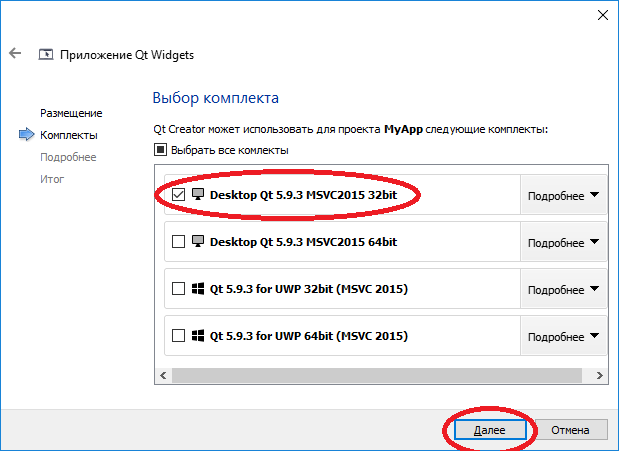 Приложение Qt Widgets
Размещение
Комплекты
Подробнее
Итог
Выбор комплекта
Qt Creator может использовать для проекта MyApp следующие комплекты:
Выбрать все комлекты
Desktop Qt 5.9.3 MSVC2015 32bit
Подробнее
Desktop Qt 5.9.3 MSVC2015 64bit
Подробнее
Qt 5.9.3 for UWP 32bit (MSVC 2015)
Подробнее
Qt 5.9.3 for UWP 64bit (MSVC 2015)
Подробнее
Далее
Отмена